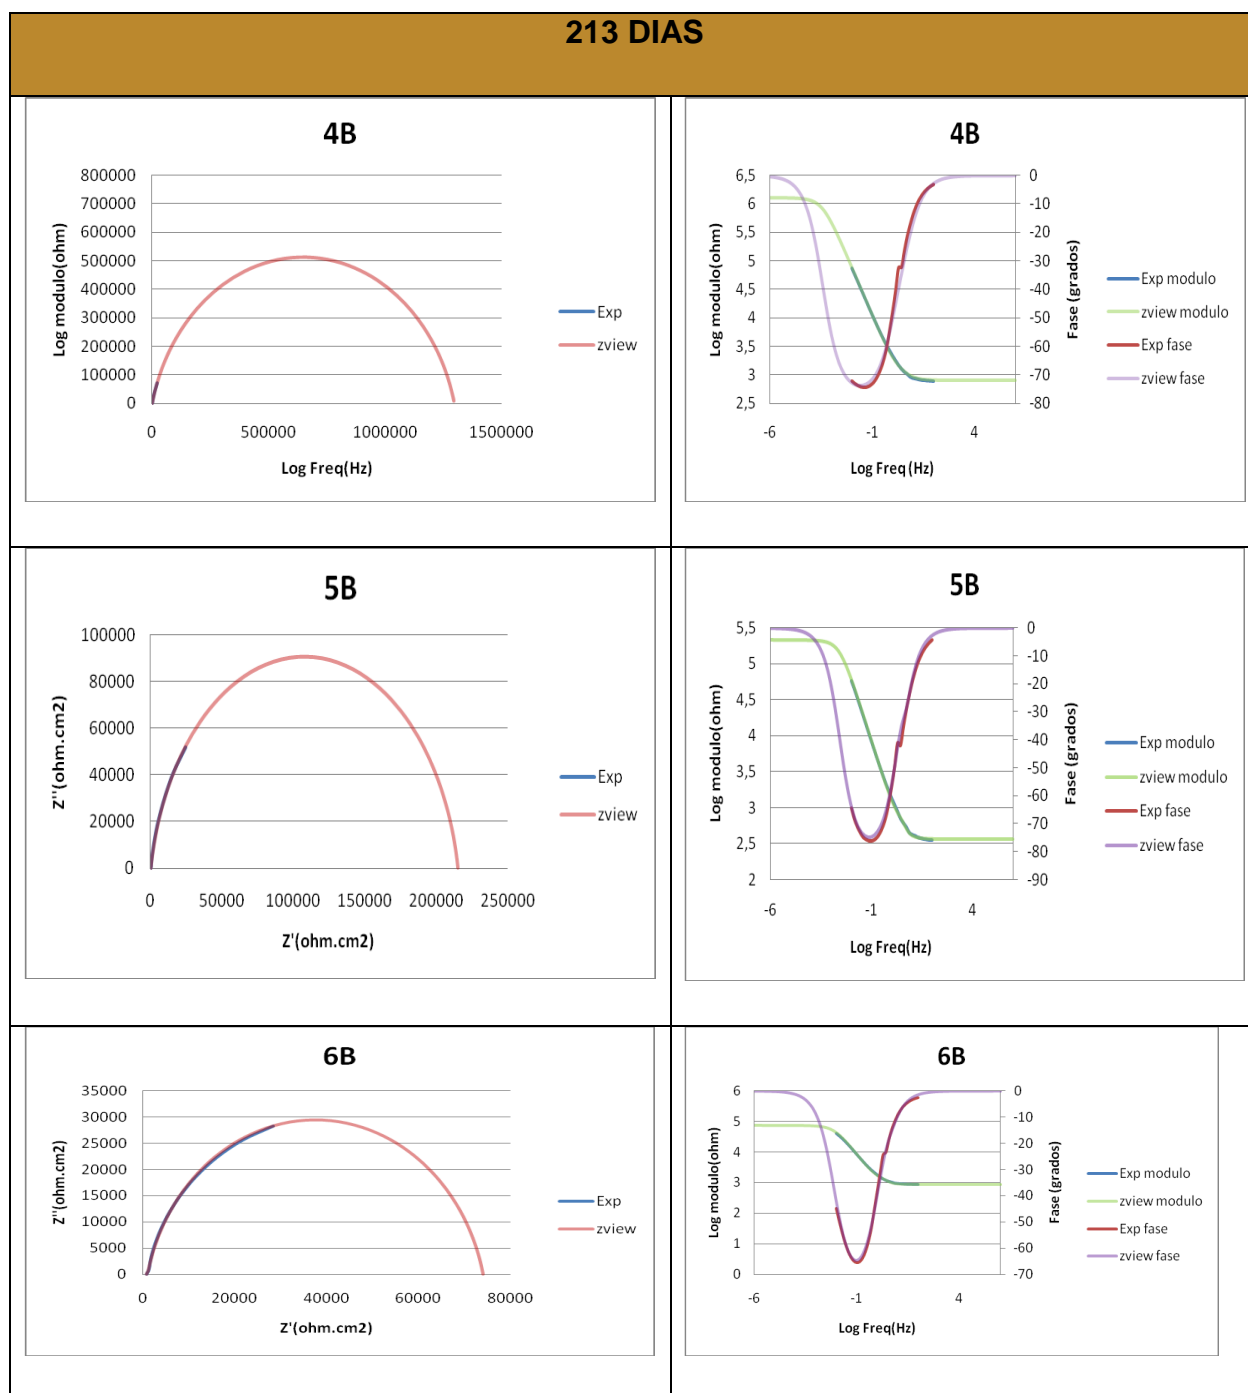 213 DIAS
4B
800000
700000
600000
500000
400000
300000
200000
100000
0
0 500000 1000000 1500000
Log modulo(ohm)
Log Freq(Hz)
Exp
zview
4B
6,5
6
5,5
5
4,5
4
3,5
3
2,5
0
-10
-20
-30
-40
-50
-60
-70
-80
-6 -1 4
Log modulo(ohm)
Fase (grados)
Log Freq (Hz)
Exp modulo
zview modulo
Exp fase
zview fase
5B
100000
80000
60000
40000
20000
0
0 50000 100000 150000 200000 250000
Z''(ohm.cm2)
Z'(ohm.cm2)
Exp
zview
5B
5,5
5
4,5
4
3,5
3
2,5
2
0
-10
-20
-30
-40
-50
-60
-70
-80
-90
-6 -1 4
Log modulo(ohm)
Fase (grados)
Log Freq(Hz)
Exp modulo
zview modulo
Exp fase
zview fase
6B
35000
30000
25000
20000
15000
10000
5000
0
0 20000 40000 60000 80000
Z''(ohm.cm2)
Z'(ohm.cm2)
Exp
zview
6B
6
5
4
3
2
1
0
0
-10
-20
-30
-40
-50
-60
-70
-6 -1 4
Log modulo(ohm)
Fase (grados)
Log Freq(Hz)
Exp modulo
zview modulo
Exp fase
zview fase